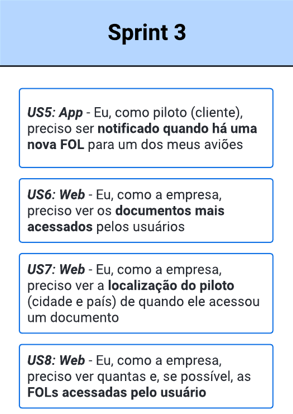 Sprint 3
US5: App - Eu, como piloto (cliente),
preciso ser notificado quando há uma
nova FOL para um dos meus aviões
US6: Web - Eu, como a empresa,
preciso ver os documentos mais
acessados pelos usuários
US7: Web - Eu, como a empresa,
preciso ver a localização do piloto
(cidade e país) de quando ele acessou
um documento
US8: Web - Eu, como a empresa,
preciso ver quantas e, se possível, as
FOLs acessadas pelo usuário